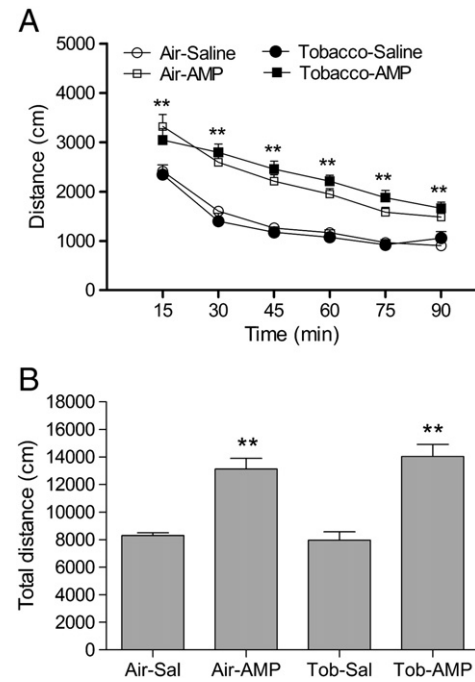 A
5000
4000
3000
2000
1000
0
Distance (cm)
Air-Saline
Tobacco-Saline
Air-AMP
Tobacco-AMP
** ** ** ** ** **
15 30 45 60 75 90
Time (min)
B
18000
16000
14000
12000
10000
8000
6000
4000
2000
0
Total distance (cm)
** **
Air-Sal Air-AMP Tob-Sal Tob-AMP